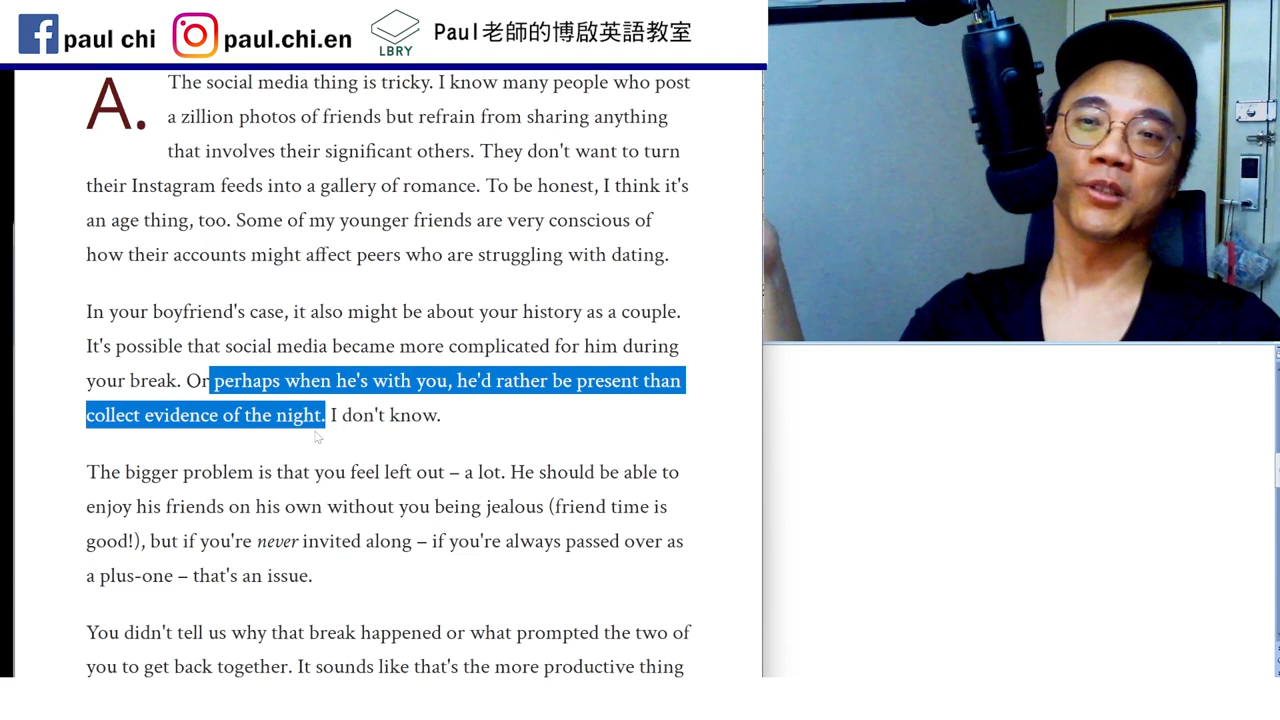 paul chi paul.chi.en LBRY Paul老師的博啟英語教室
A. The social media thing is tricky. I know many people who post
a zillion photos of friends but refrain from sharing anything
that involves their significant others. They don't want to turn
their Instagram feeds into a gallery of romance. To be honest, I think it's
an age thing, too. Some of my younger friends are very conscious of
how their accounts might affect peers who are struggling with dating.
In your boyfriend's case, it also might be about your history as a couple.
It's possible that social media became more complicated for him during
your break. Or perhaps when he's with you, he'd rather be present than
collect evidence of the night. I don't know.
The bigger problem is that you feel left out – a lot. He should be able to
enjoy his friends on his own without you being jealous (friend time is
good!), but if you're never invited along – if you're always passed over as
a plus-one – that's an issue.
You didn't tell us why that break happened or what prompted the two of
you to get back together. It sounds like that's the more productive thing